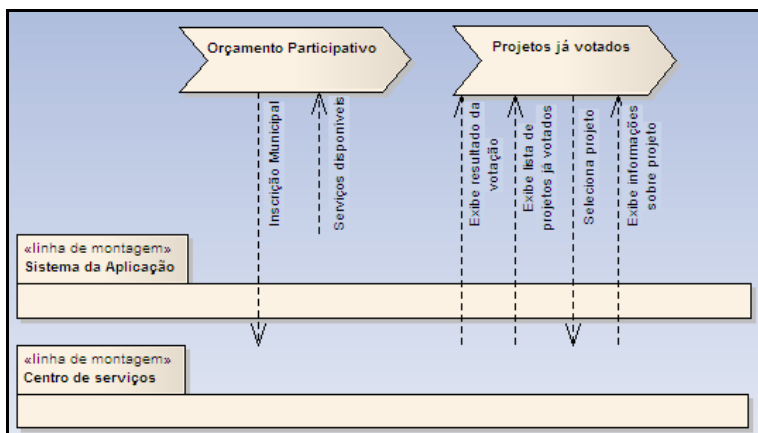 Orçamento Participativo
Projetos já votados
Inscrição Municipal
Serviços disponíveis
Exibe resultado da
votação
Exibe lista de
projetos já votados
Seleciona projeto
Exibe informações
sobre projeto
«linha de montagem»
Sistema da Aplicação
«linha de montagem»
Centro de serviços